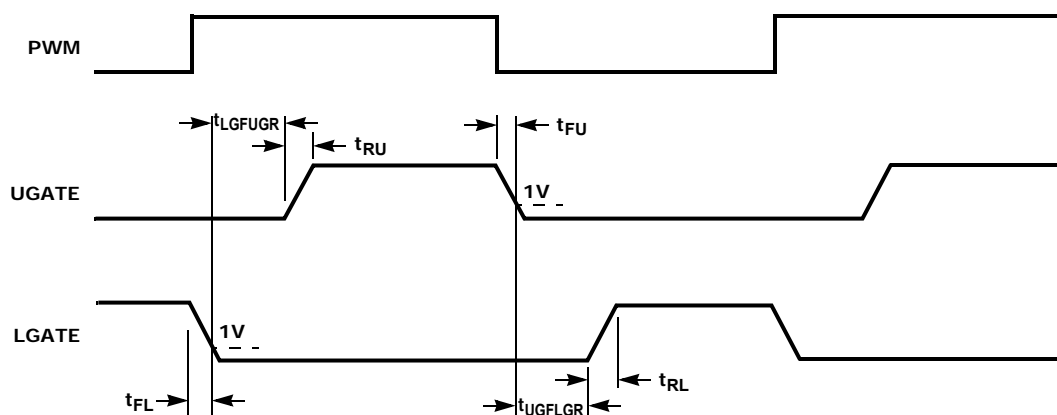 PWM
tLGFUGR
tRU
tFU
UGATE
1V
LGATE
1V
tFL
tUGFLGR
tRL